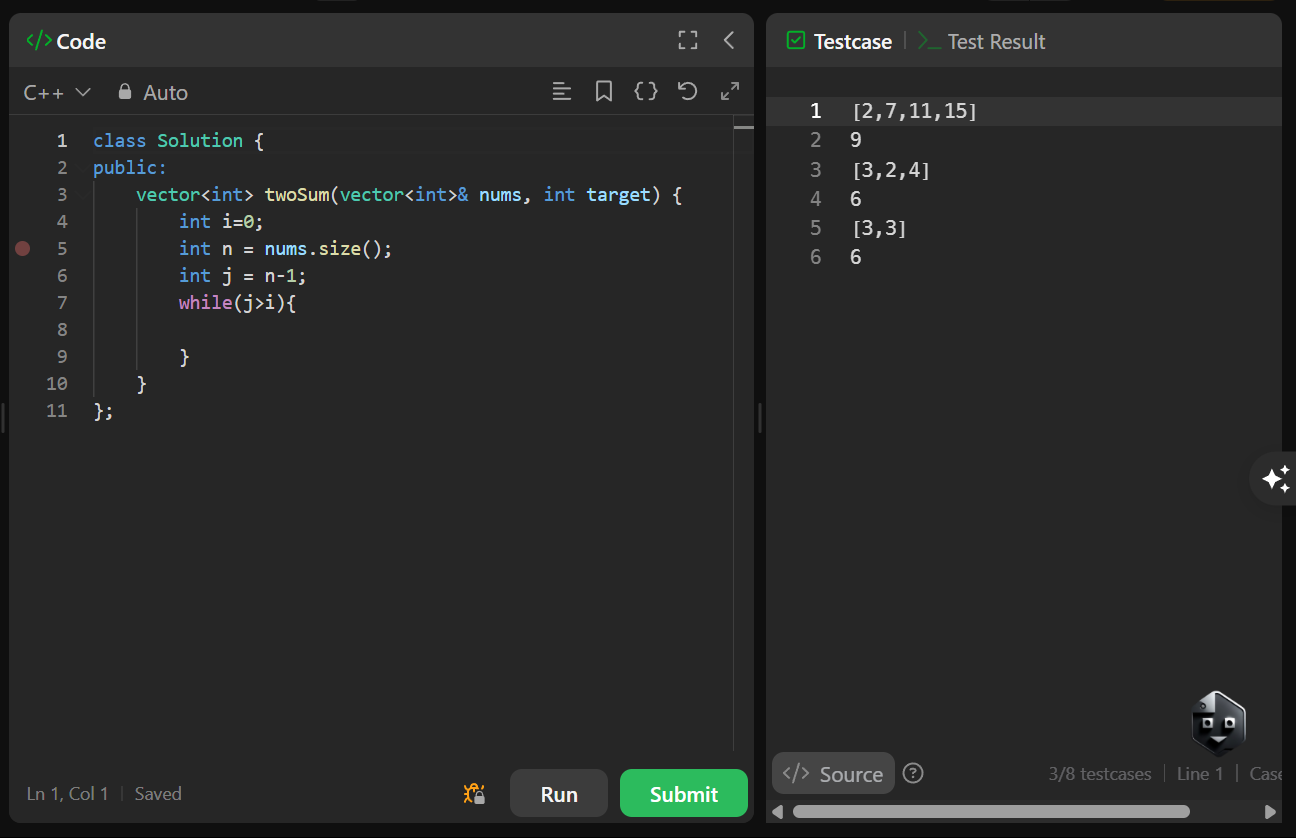 </> Code
C++ Auto
1 class Solution {
2 public:
3 vector<int> twoSum(vector<int>& nums, int target) {
4 int i=0;
5 int n = nums.size();
6 int j = n-1;
7 while(j>i){
8
9 }
10 }
11 };
Ln 1, Col 1 | Saved
Run
Submit
Testcase | >_ Test Result
1 [2,7,11,15]
2 9
3 [3,2,4]
4 6
5 [3,3]
6 6
</> Source ?
3/8 testcases | Line 1 |